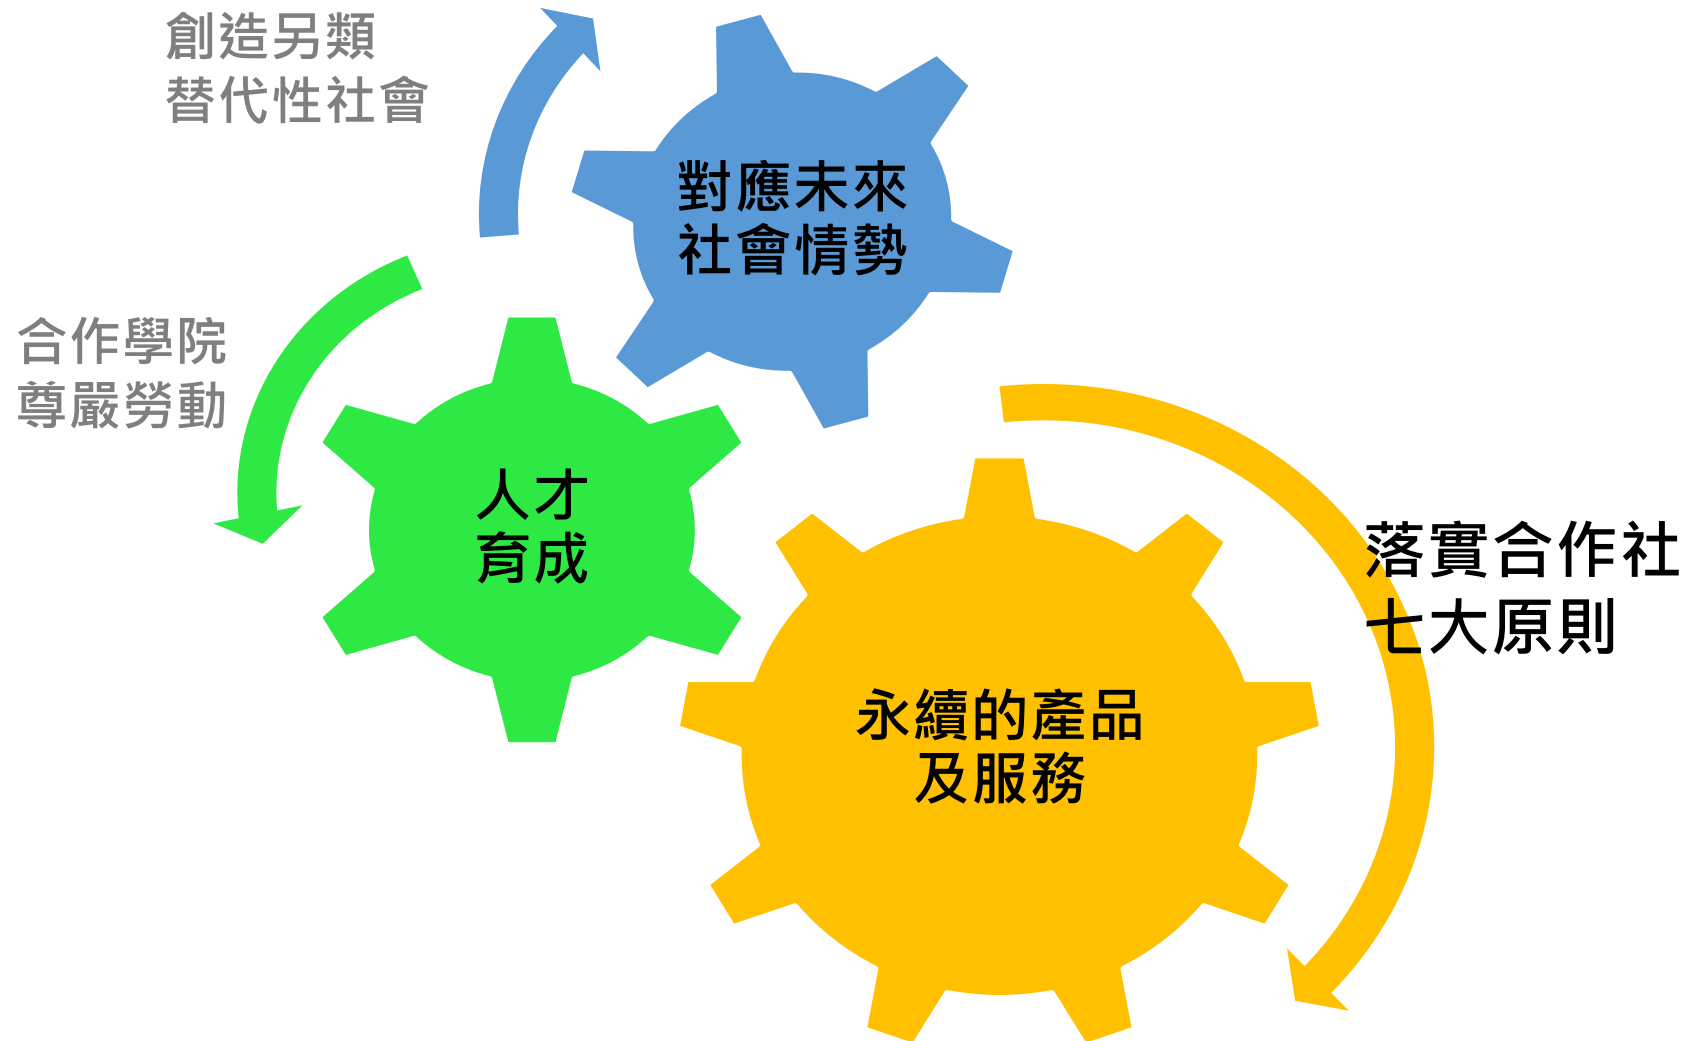 創造另類
替代性社會
對應未來
社會情勢
合作學院
尊嚴勞動
人才
育成
落實合作社
七大原則
永續的產品
及服務